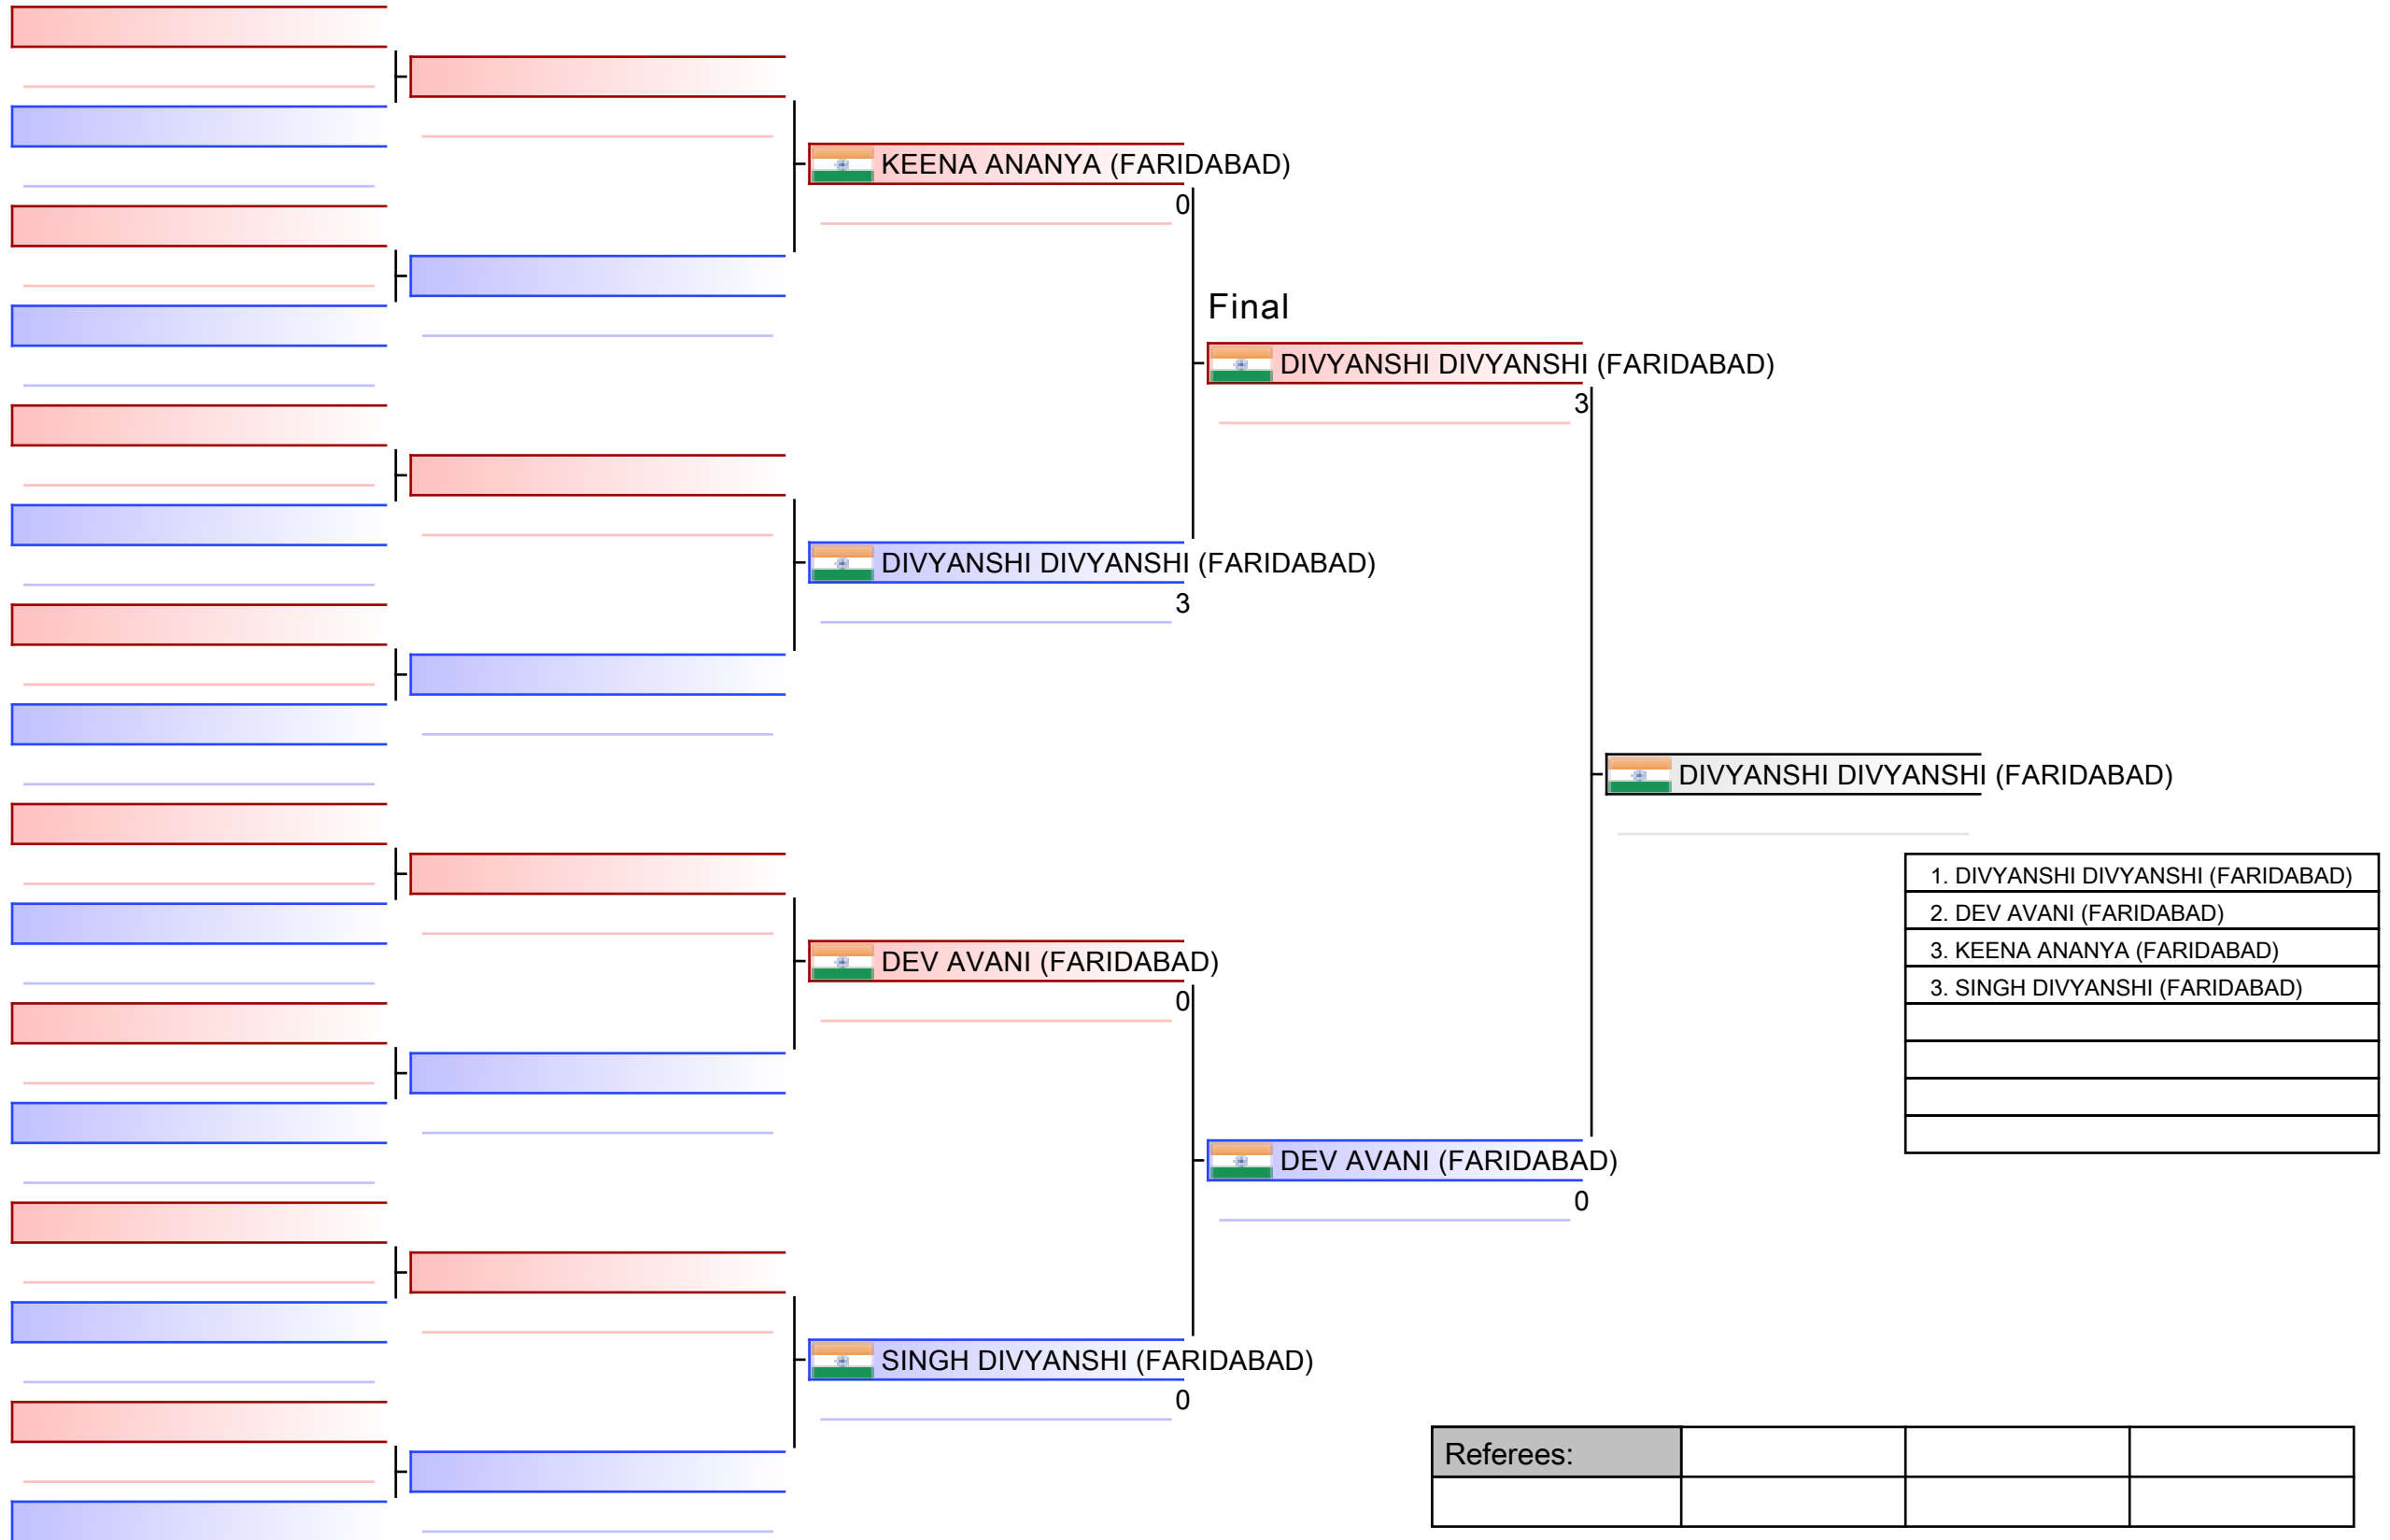 KEENA ANANYA (FARIDABAD)
0
Final
DIVYANSHI DIVYANSHI (FARIDABAD)
3
DIVYANSHI DIVYANSHI (FARIDABAD)
3
DIVYANSHI DIVYANSHI (FARIDABAD)
1. DIVYANSHI DIVYANSHI (FARIDABAD)
2. DEV AVANI (FARIDABAD)
3. KEENA ANANYA (FARIDABAD)
3. SINGH DIVYANSHI (FARIDABAD)
DEV AVANI (FARIDABAD)
0
DEV AVANI (FARIDABAD)
0
SINGH DIVYANSHI (FARIDABAD)
0
Referees: